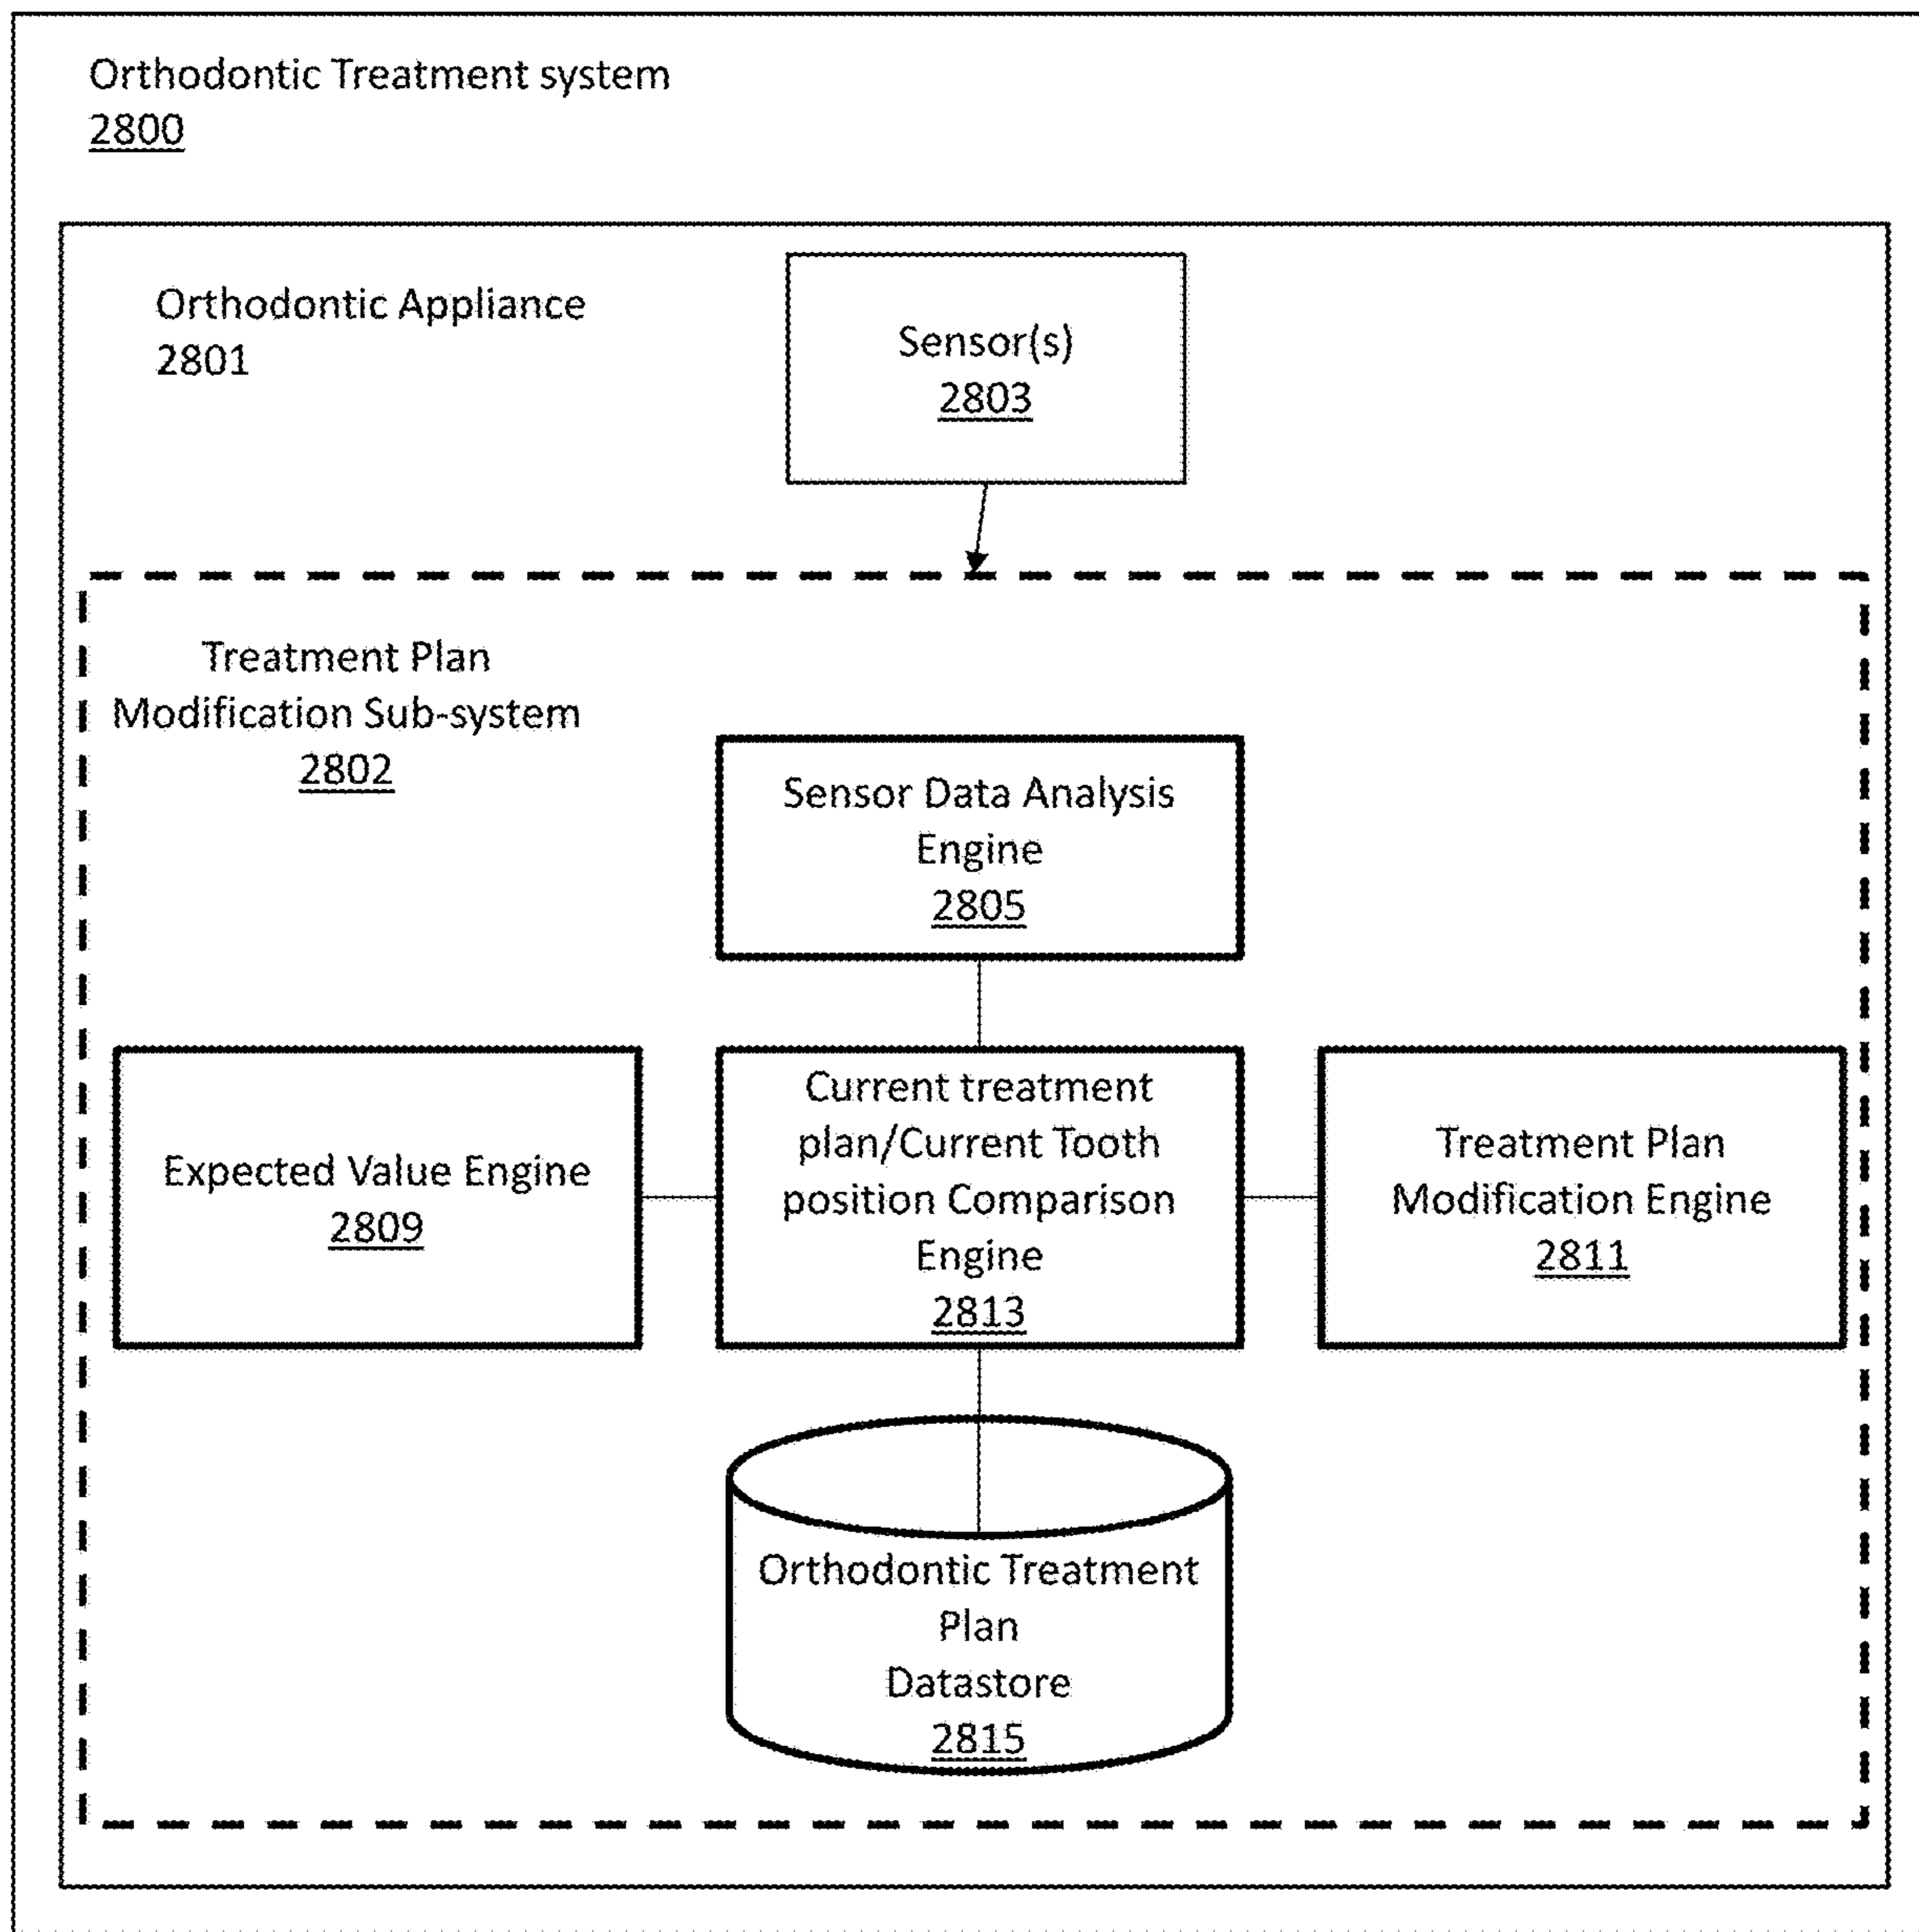 Orthodontic Treatment system
2800
Orthodontic Appliance
2801
Sensor(s)
2803
Treatment Plan
Modification Sub-system
2802
Sensor Data Analysis
Engine
2805
Expected Value Engine
2809
Current treatment
plan/Current Tooth
position Comparison
Engine
2813
Treatment Plan
Modification Engine
2811
Orthodontic Treatment
Plan
Datastore
2815